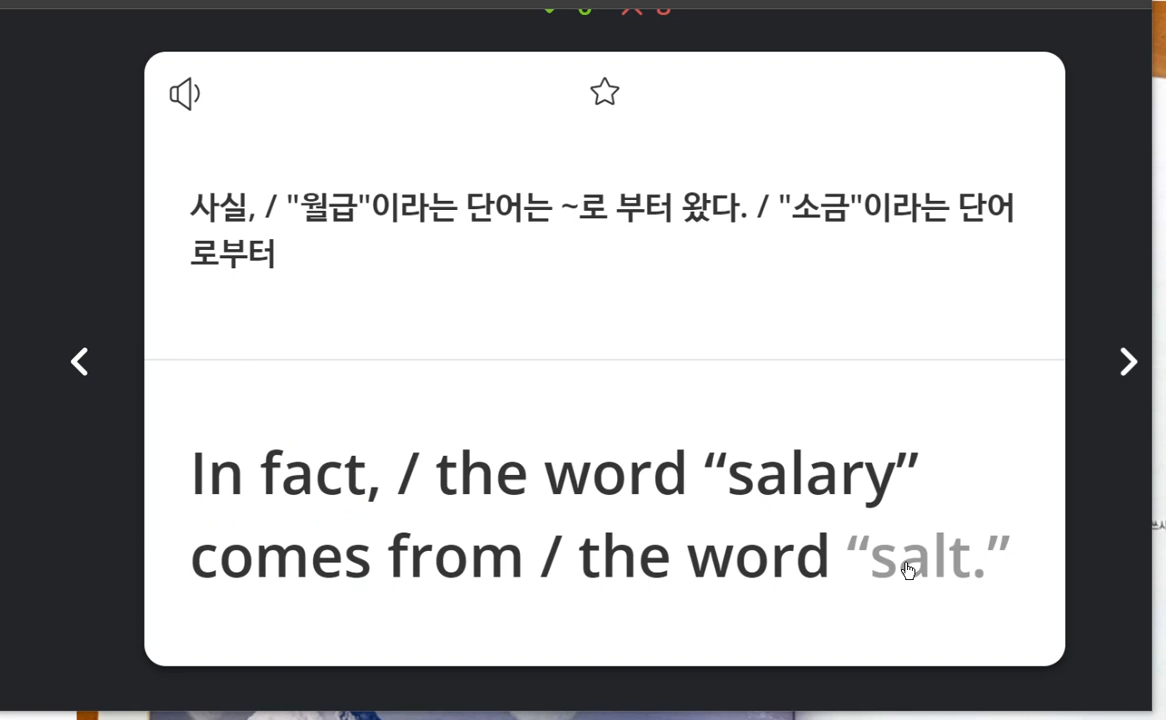 사실, / "월급"이라는 단어는 ~로 부터 왔다. / "소금"이라는 단어
로부터
In fact, / the word “salary”
comes from / the word “salt.”